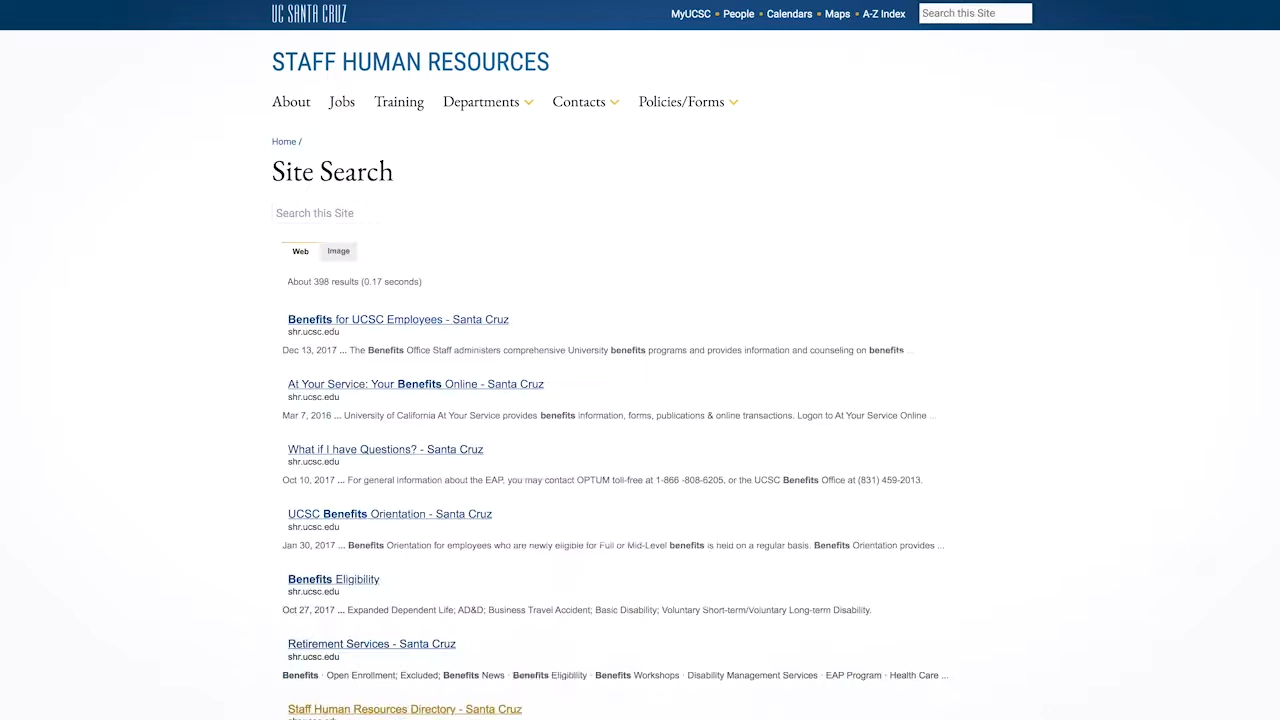 UC SANTA CRUZ
MyUCSC • People • Calendars • Maps • A-Z Index
Search this Site
STAFF HUMAN RESOURCES
About Jobs Training Departments Contacts Policies/Forms
Home /
Site Search
Search this Site
Web Image
About 398 results (0.17 seconds)
Benefits for UCSC Employees - Santa Cruz
shr.ucsc.edu
Dec 13, 2017 ... The Benefits Office Staff administers comprehensive University benefits programs and provides information and counseling on benefits ...
At Your Service: Your Benefits Online - Santa Cruz
shr.ucsc.edu
Mar 7, 2016 ... University of California At Your Service provides benefits information, forms, publications & online transactions. Logon to At Your Service Online ...
What if I have Questions? - Santa Cruz
shr.ucsc.edu
Oct 10, 2017 ... For general information about the EAP, you may contact OPTUM toll-free at 1-866 -808-6205, or the UCSC Benefits Office at (831) 459-2013.
UCSC Benefits Orientation - Santa Cruz
shr.ucsc.edu
Jan 30, 2017 ... Benefits Orientation for employees who are newly eligible for Full or Mid-Level benefits is held on a regular basis. Benefits Orientation provides ...
Benefits Eligibility
shr.ucsc.edu
Oct 27, 2017 ... Expanded Dependent Life; AD&D; Business Travel Accident; Basic Disability; Voluntary Short-term/Voluntary Long-term Disability.
Retirement Services - Santa Cruz
shr.ucsc.edu
Benefits · Open Enrollment; Excluded; Benefits News · Benefits Eligibility · Benefits Workshops · Disability Management Services · EAP Program · Health Care ...
Staff Human Resources Directory - Santa Cruz